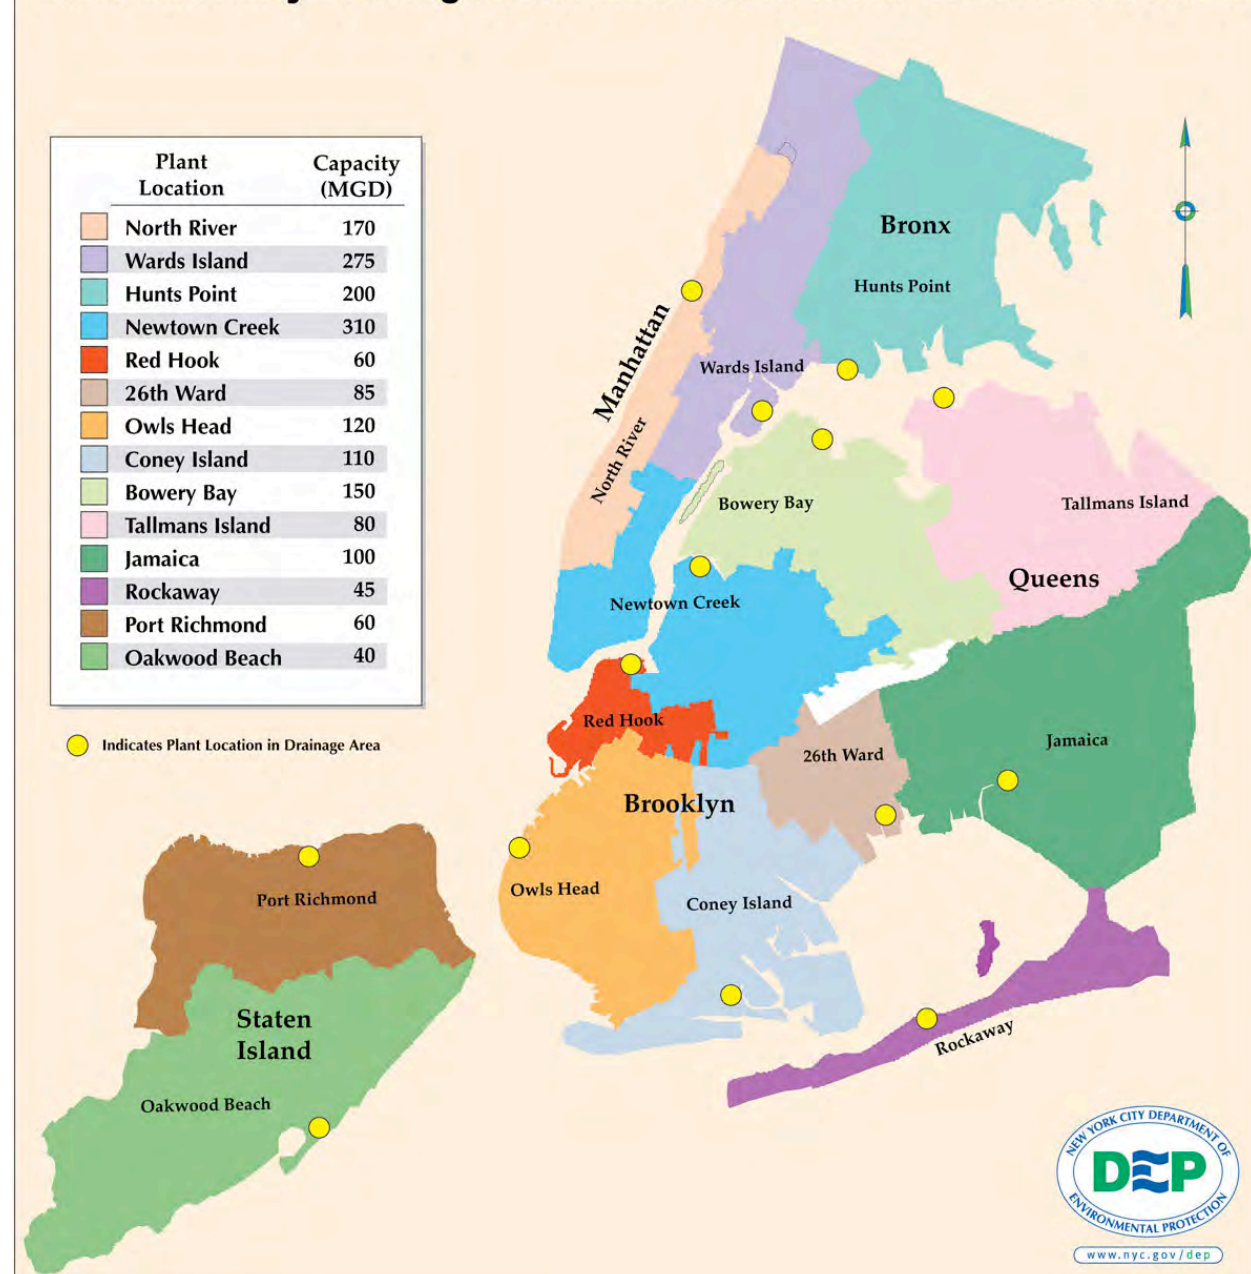 Plant Location
Capacity (MGD)
North River 170
Wards Island 275
Hunts Point 200
Newtown Creek 310
Red Hook 60
26th Ward 85
Owls Head 120
Coney Island 110
Bowery Bay 150
Tallmans Island 80
Jamaica 100
Rockaway 45
Port Richmond 60
Oakwood Beach 40
Indicates Plant Location in Drainage Area
Bronx
Hunts Point
Manhattan
Wards Island
North River
Bowery Bay
Tallmans Island
Queens
Newtown Creek
Red Hook
26th Ward
Jamaica
Brooklyn
Owls Head
Coney Island
Rockaway
Port Richmond
Staten
Island
Oakwood Beach
NEW YORK CITY DEPARTMENT OF
DEP
ENVIRONMENTAL PROTECTION
www.nyc.gov/dep